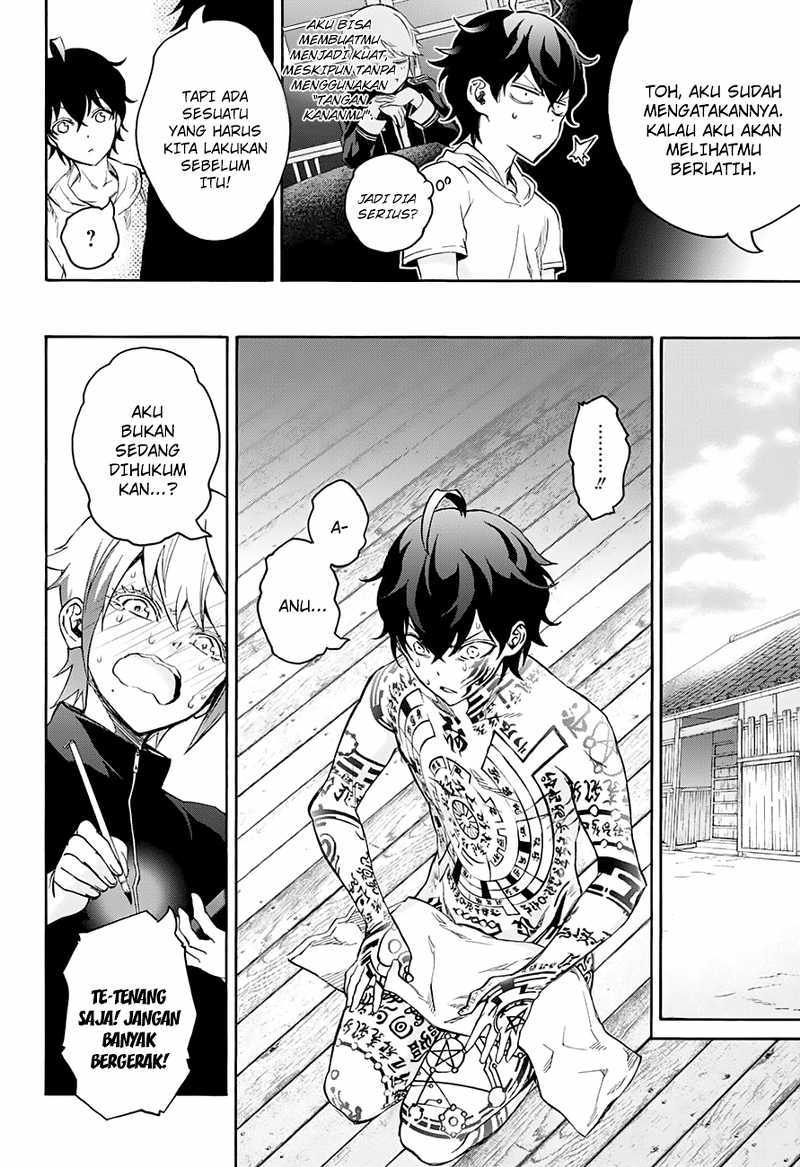 TOH, AKU SUDAH
MENGATAKANNYA.
KALAU AKU AKAN
MELIHATMU
BERLATIH.
AKU BISA
MEMBUATMU
MENJADI KUAT,
MESKIPUN TANPA
MENGGUNAKAN
"TANGAN
KANANMU"...
JADI DIA
SERIUS?
TAPI ADA
SESUATU
YANG HARUS
KITA LAKUKAN
SEBELUM
ITU!
?
........!!
A-
ANU...
AKU
BUKAN
SEDANG
DIHUKUM
KAN...?
TE-TENANG
SAJA! JANGAN
BANYAK
BERGERAK!